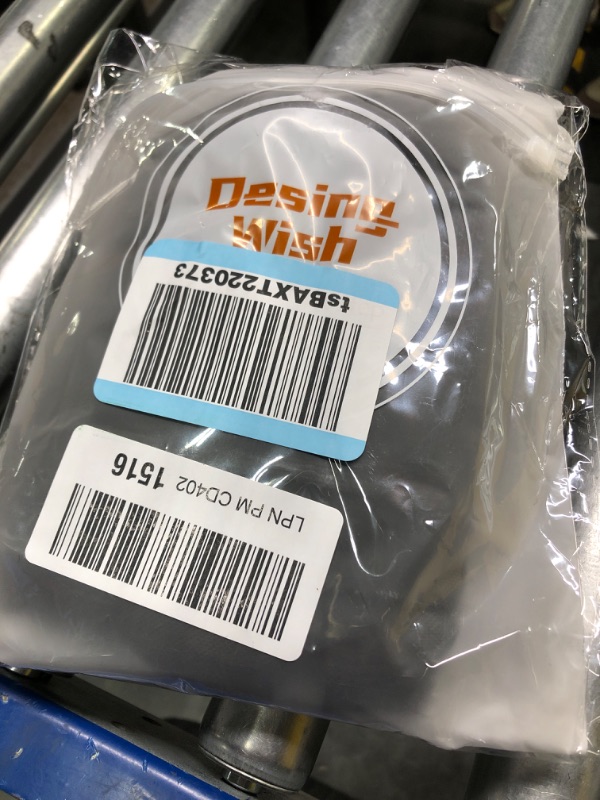 Desing
Wish
tsBAXT220373
LPN PM CD402 1516